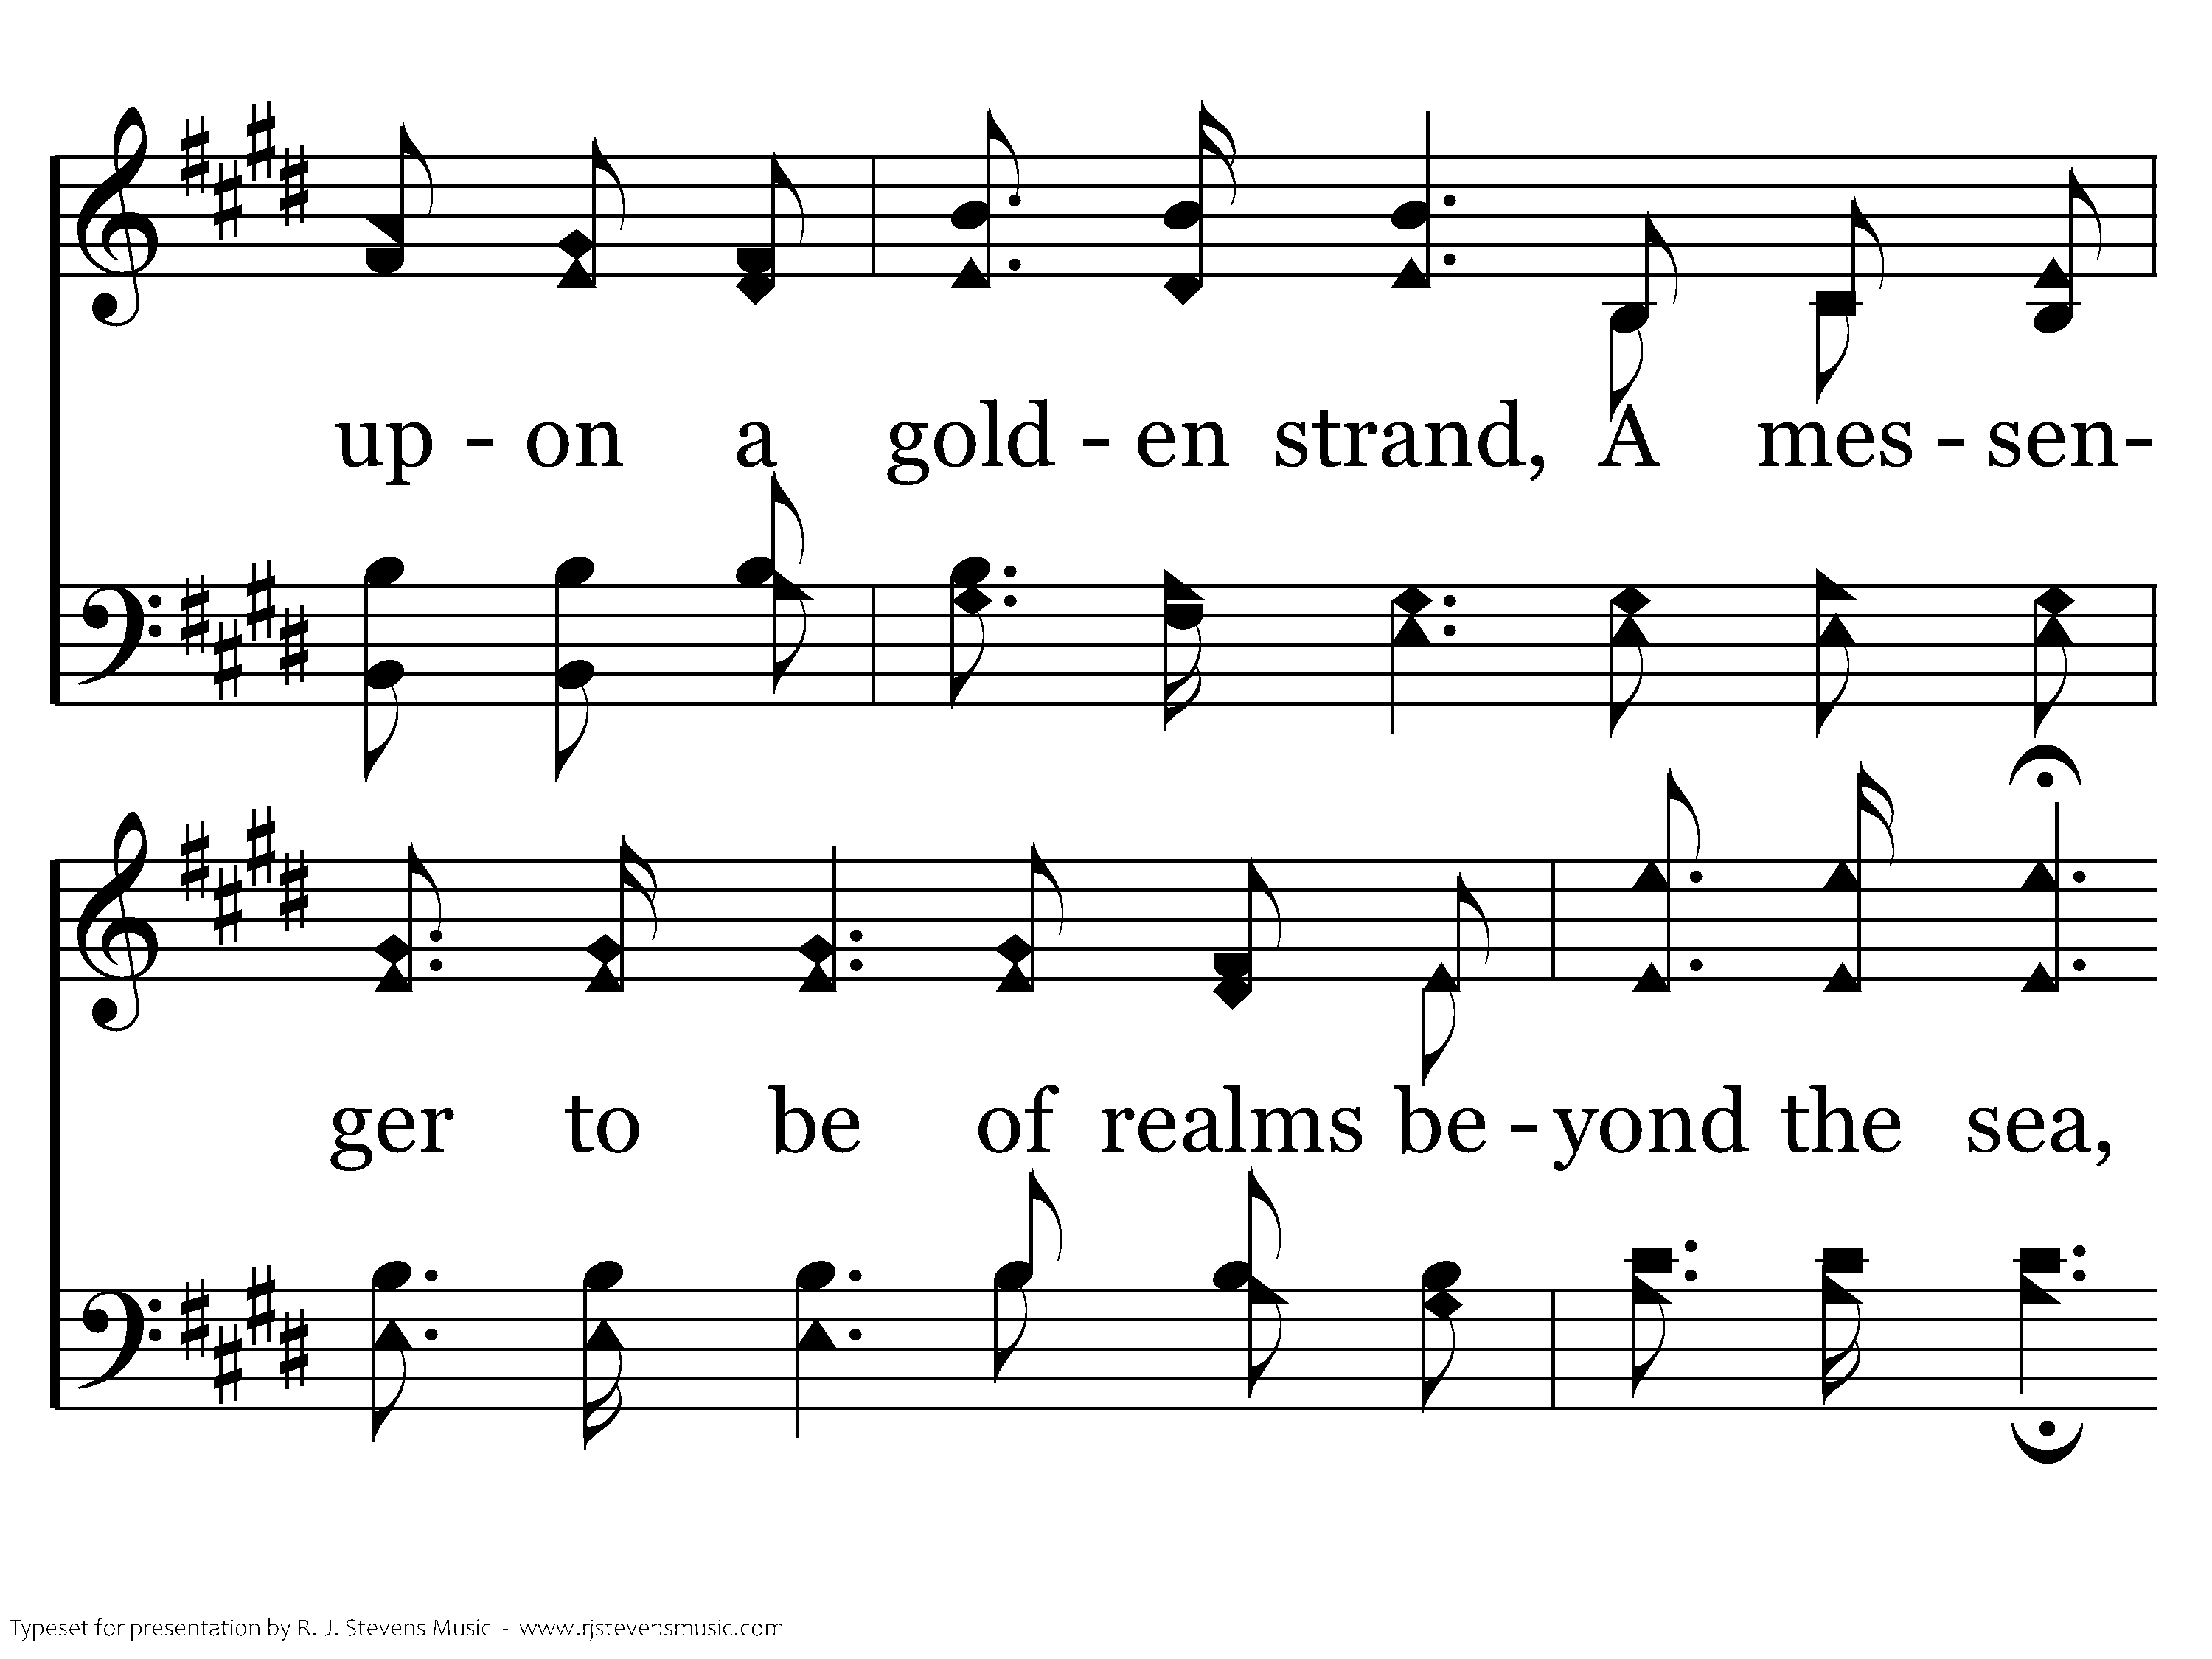 up - on a gold - en strand, A mes - sen-
ger to be of realms be - yond the sea,
Typeset for presentation by R. J. Stevens Music - www.rjstevensmusic.com